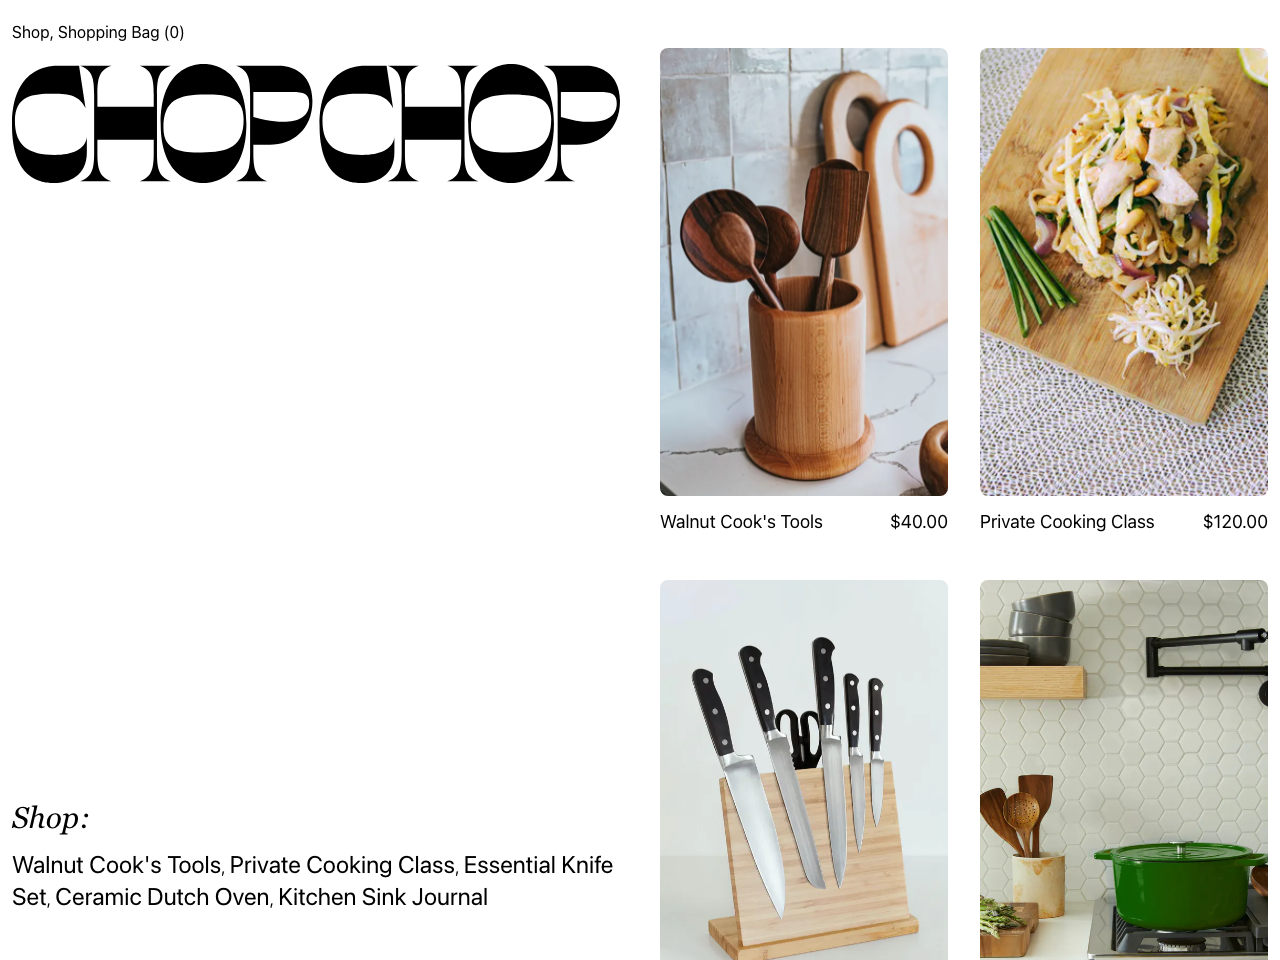 Shop, Shopping Bag (0)
CHOPCHOP
Walnut Cook's Tools $40.00
Private Cooking Class $120.00
Shop:
Walnut Cook's Tools, Private Cooking Class, Essential Knife
Set, Ceramic Dutch Oven, Kitchen Sink Journal